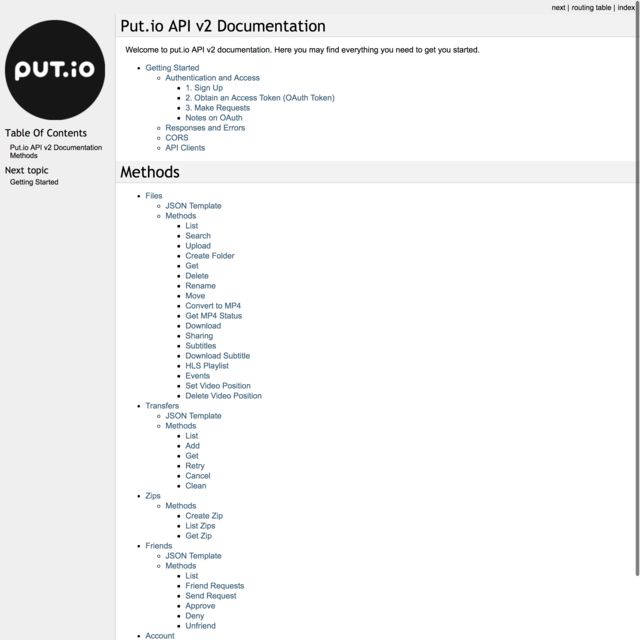 next | routing table | index
PUT.io
Table Of Contents
Put.io API v2 Documentation
Methods
Next topic
Getting Started
Put.io API v2 Documentation
Welcome to put.io API v2 documentation. Here you may find everything you need to get you started.
Getting Started
Authentication and Access
1. Sign Up
2. Obtain an Access Token (OAuth Token)
3. Make Requests
Notes on OAuth
Responses and Errors
CORS
API Clients
Methods
Files
JSON Template
Methods
List
Search
Upload
Create Folder
Get
Delete
Rename
Move
Convert to MP4
Get MP4 Status
Download
Sharing
Subtitles
Download Subtitle
HLS Playlist
Events
Set Video Position
Delete Video Position
Transfers
JSON Template
Methods
List
Add
Get
Retry
Cancel
Clean
Zips
Methods
Create Zip
List Zips
Get Zip
Friends
JSON Template
Methods
List
Friend Requests
Send Request
Approve
Deny
Unfriend
Account